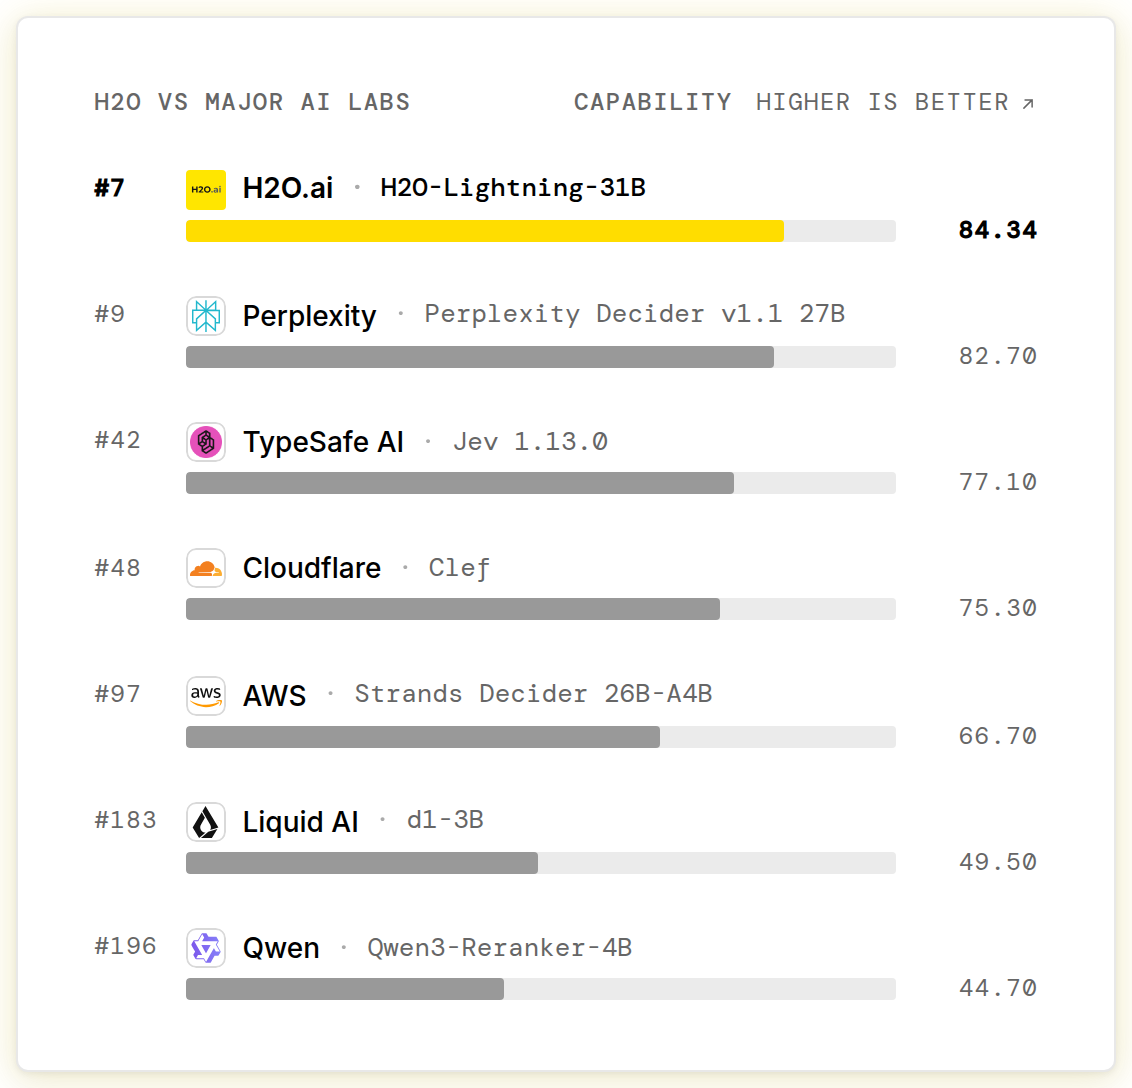 H2O VS MAJOR AI LABS CAPABILITY HIGHER IS BETTER ↗
#7 H2O.ai H2O.ai · H2O-Lightning-31B
84.34
#9 Perplexity · Perplexity Decider v1.1 27B
82.70
#42 TypeSafe AI · Jev 1.13.0
77.10
#48 Cloudflare · Clef
75.30
#97 aws AWS · Strands Decider 26B-A4B
66.70
#183 Liquid AI · d1-3B
49.50
#196 Qwen · Qwen3-Reranker-4B
44.70